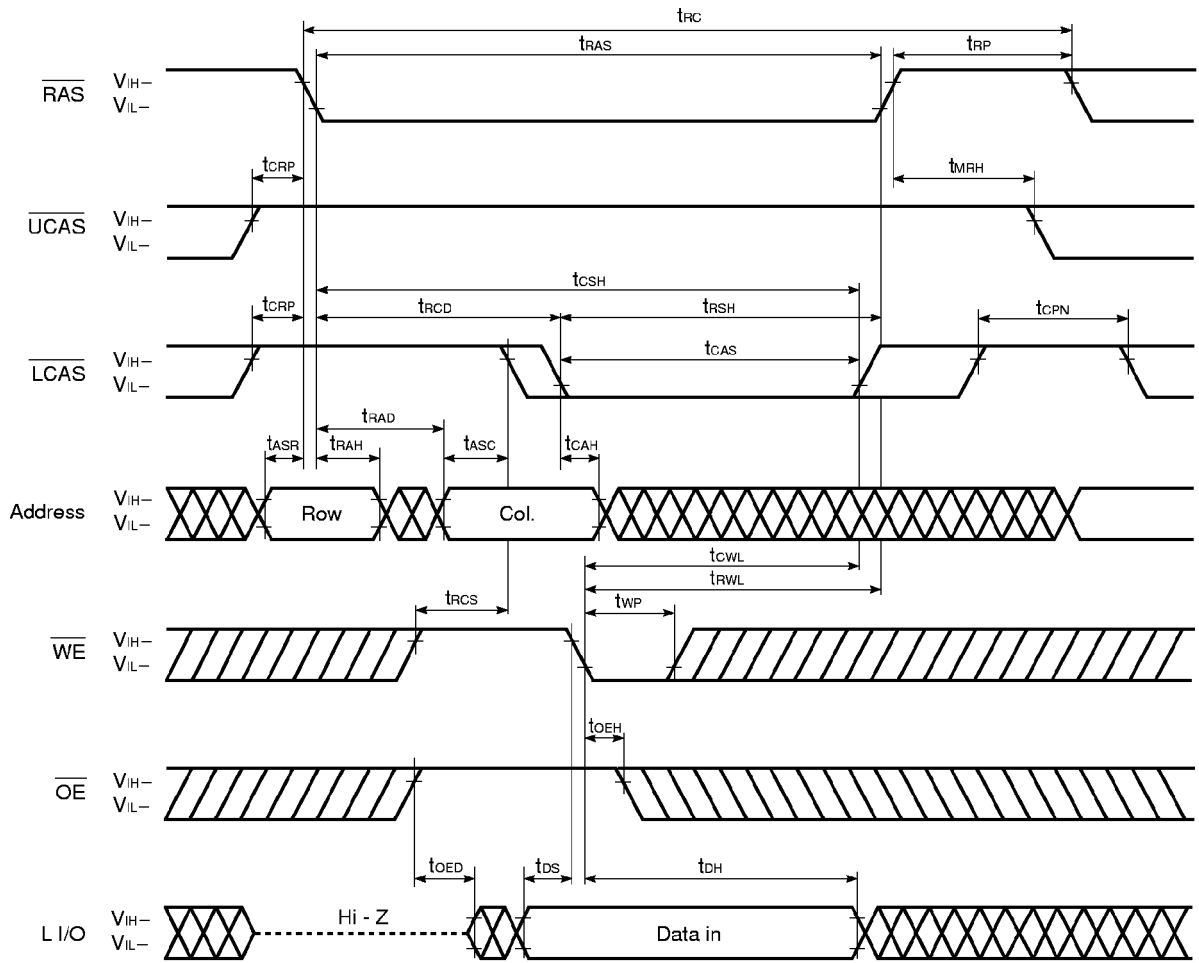 tRC
tRAS
tRP
RAS
VIH–
VIL–
tCRP
tMRH
UCAS
VIH–
VIL–
tCSH
tCRP
tRCD
tRSH
tCPN
LCAS
VIH–
VIL–
tCAS
tRAD
tASR
tRAH
tASC
tCAH
Address
VIH–
VIL–
Row
Col.
tCWL
tRWL
tRCS
tWP
WE
VIH–
VIL–
tOEH
OE
VIH–
VIL–
tOED
tDS
tDH
L I/O
VIH–
VIL–
Hi - Z
Data in